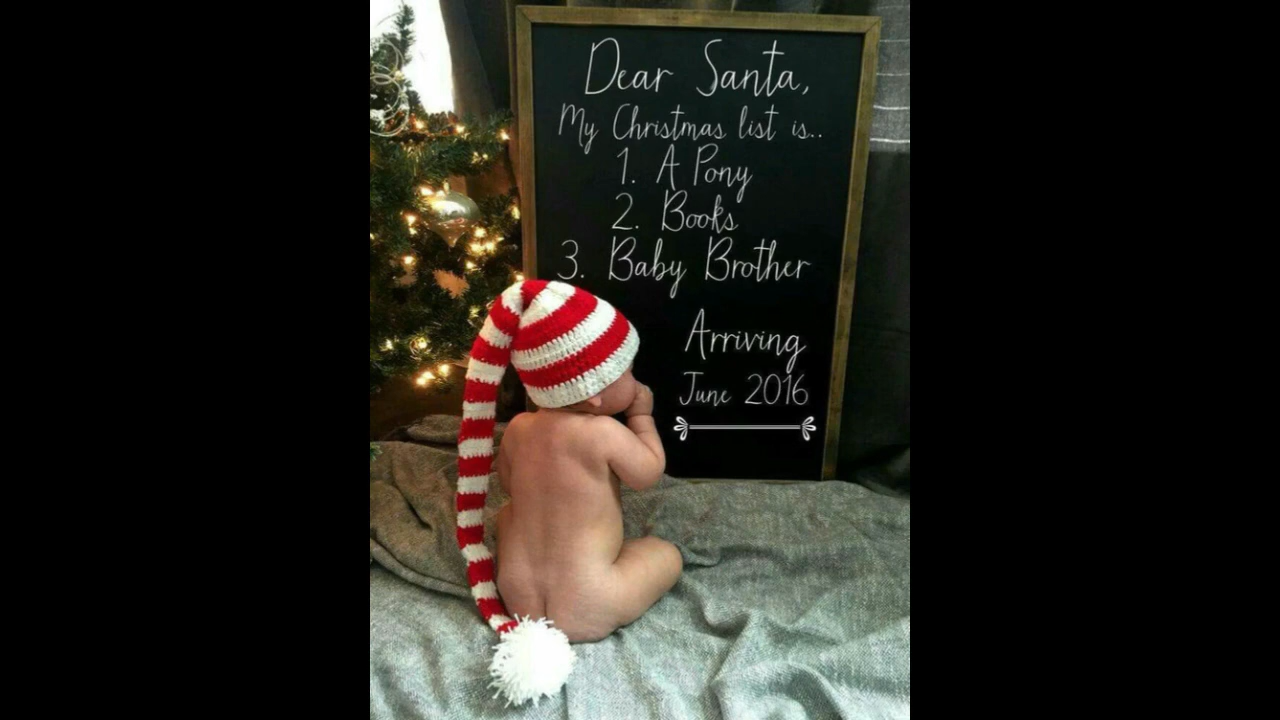 Dear Santa,
My Christmas list is..
1. A Pony
2. Books
3. Baby Brother
Arriving
June 2016